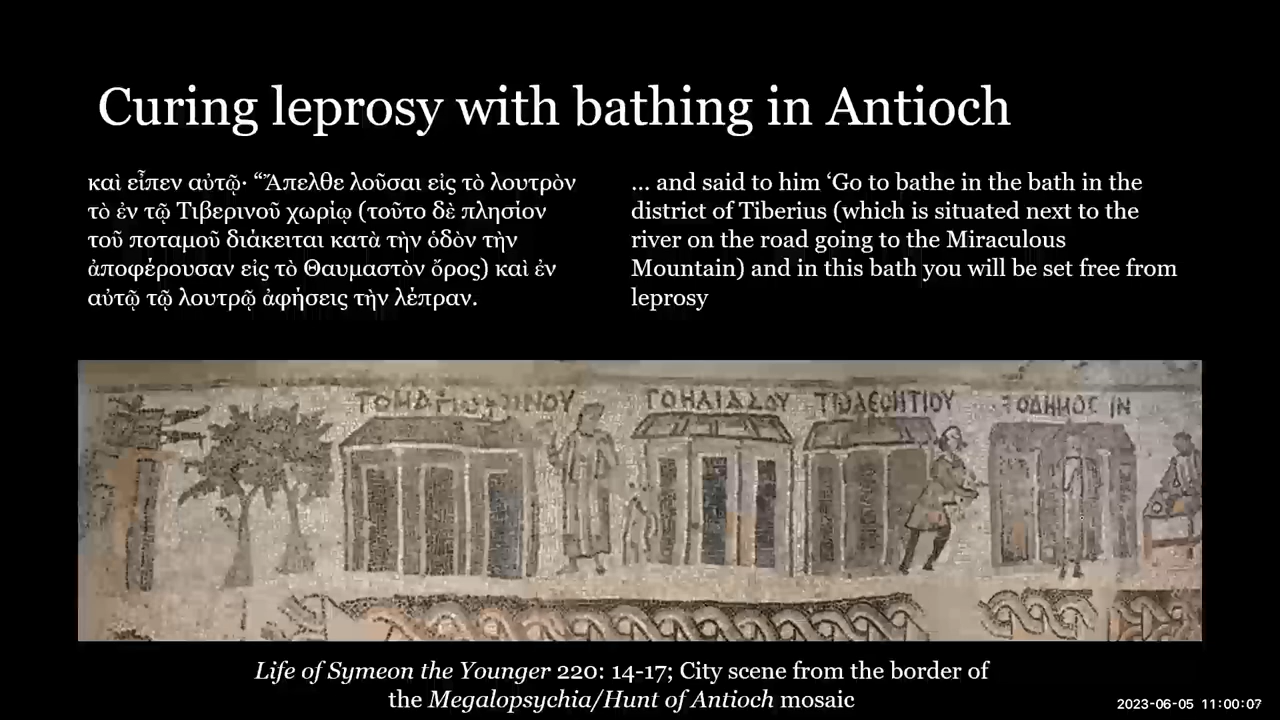 Curing leprosy with bathing in Antioch
καὶ εἶπεν αὐτῷ· “Ἄπελθε λοῦσαι εἰς τὸ λουτρὸν
τὸ ἐν τῷ Τιβερινοῦ χωρίῳ (τοῦτο δὲ πλησίον
τοῦ ποταμοῦ διάκειται κατὰ τὴν ὁδὸν τὴν
ἀποφέρουσαν εἰς τὸ Θαυμαστὸν ὄρος) καὶ ἐν
αὐτῷ τῷ λουτρῷ ἀφήσεις τὴν λέπραν.
... and said to him ‘Go to bathe in the bath in the
district of Tiberius (which is situated next to the
river on the road going to the Miraculous
Mountain) and in this bath you will be set free from
leprosy
Life of Symeon the Younger 220: 14-17; City scene from the border of
the Megalopsychia/Hunt of Antioch mosaic
2023-06-05 11:00:07